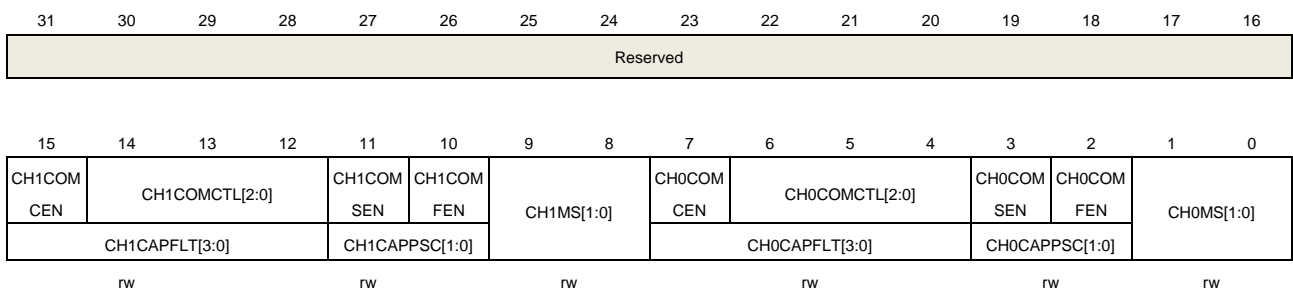 31 30 29 28 27 26 25 24 23 22 21 20 19 18 17 16
Reserved
15 14 13 12 11 10 9 8 7 6 5 4 3 2 1 0
CH1COM CEN CH1COMCTL[2:0] CH1COM SEN CH1COM FEN CH1MS[1:0] CH0COM CEN CH0COMCTL[2:0] CH0COM SEN CH0COM FEN CH0MS[1:0]
CH1CAPFLT[3:0] CH1CAPPSC[1:0] CH0CAPFLT[3:0] CH0CAPPSC[1:0]
rw rw rw rw rw rw